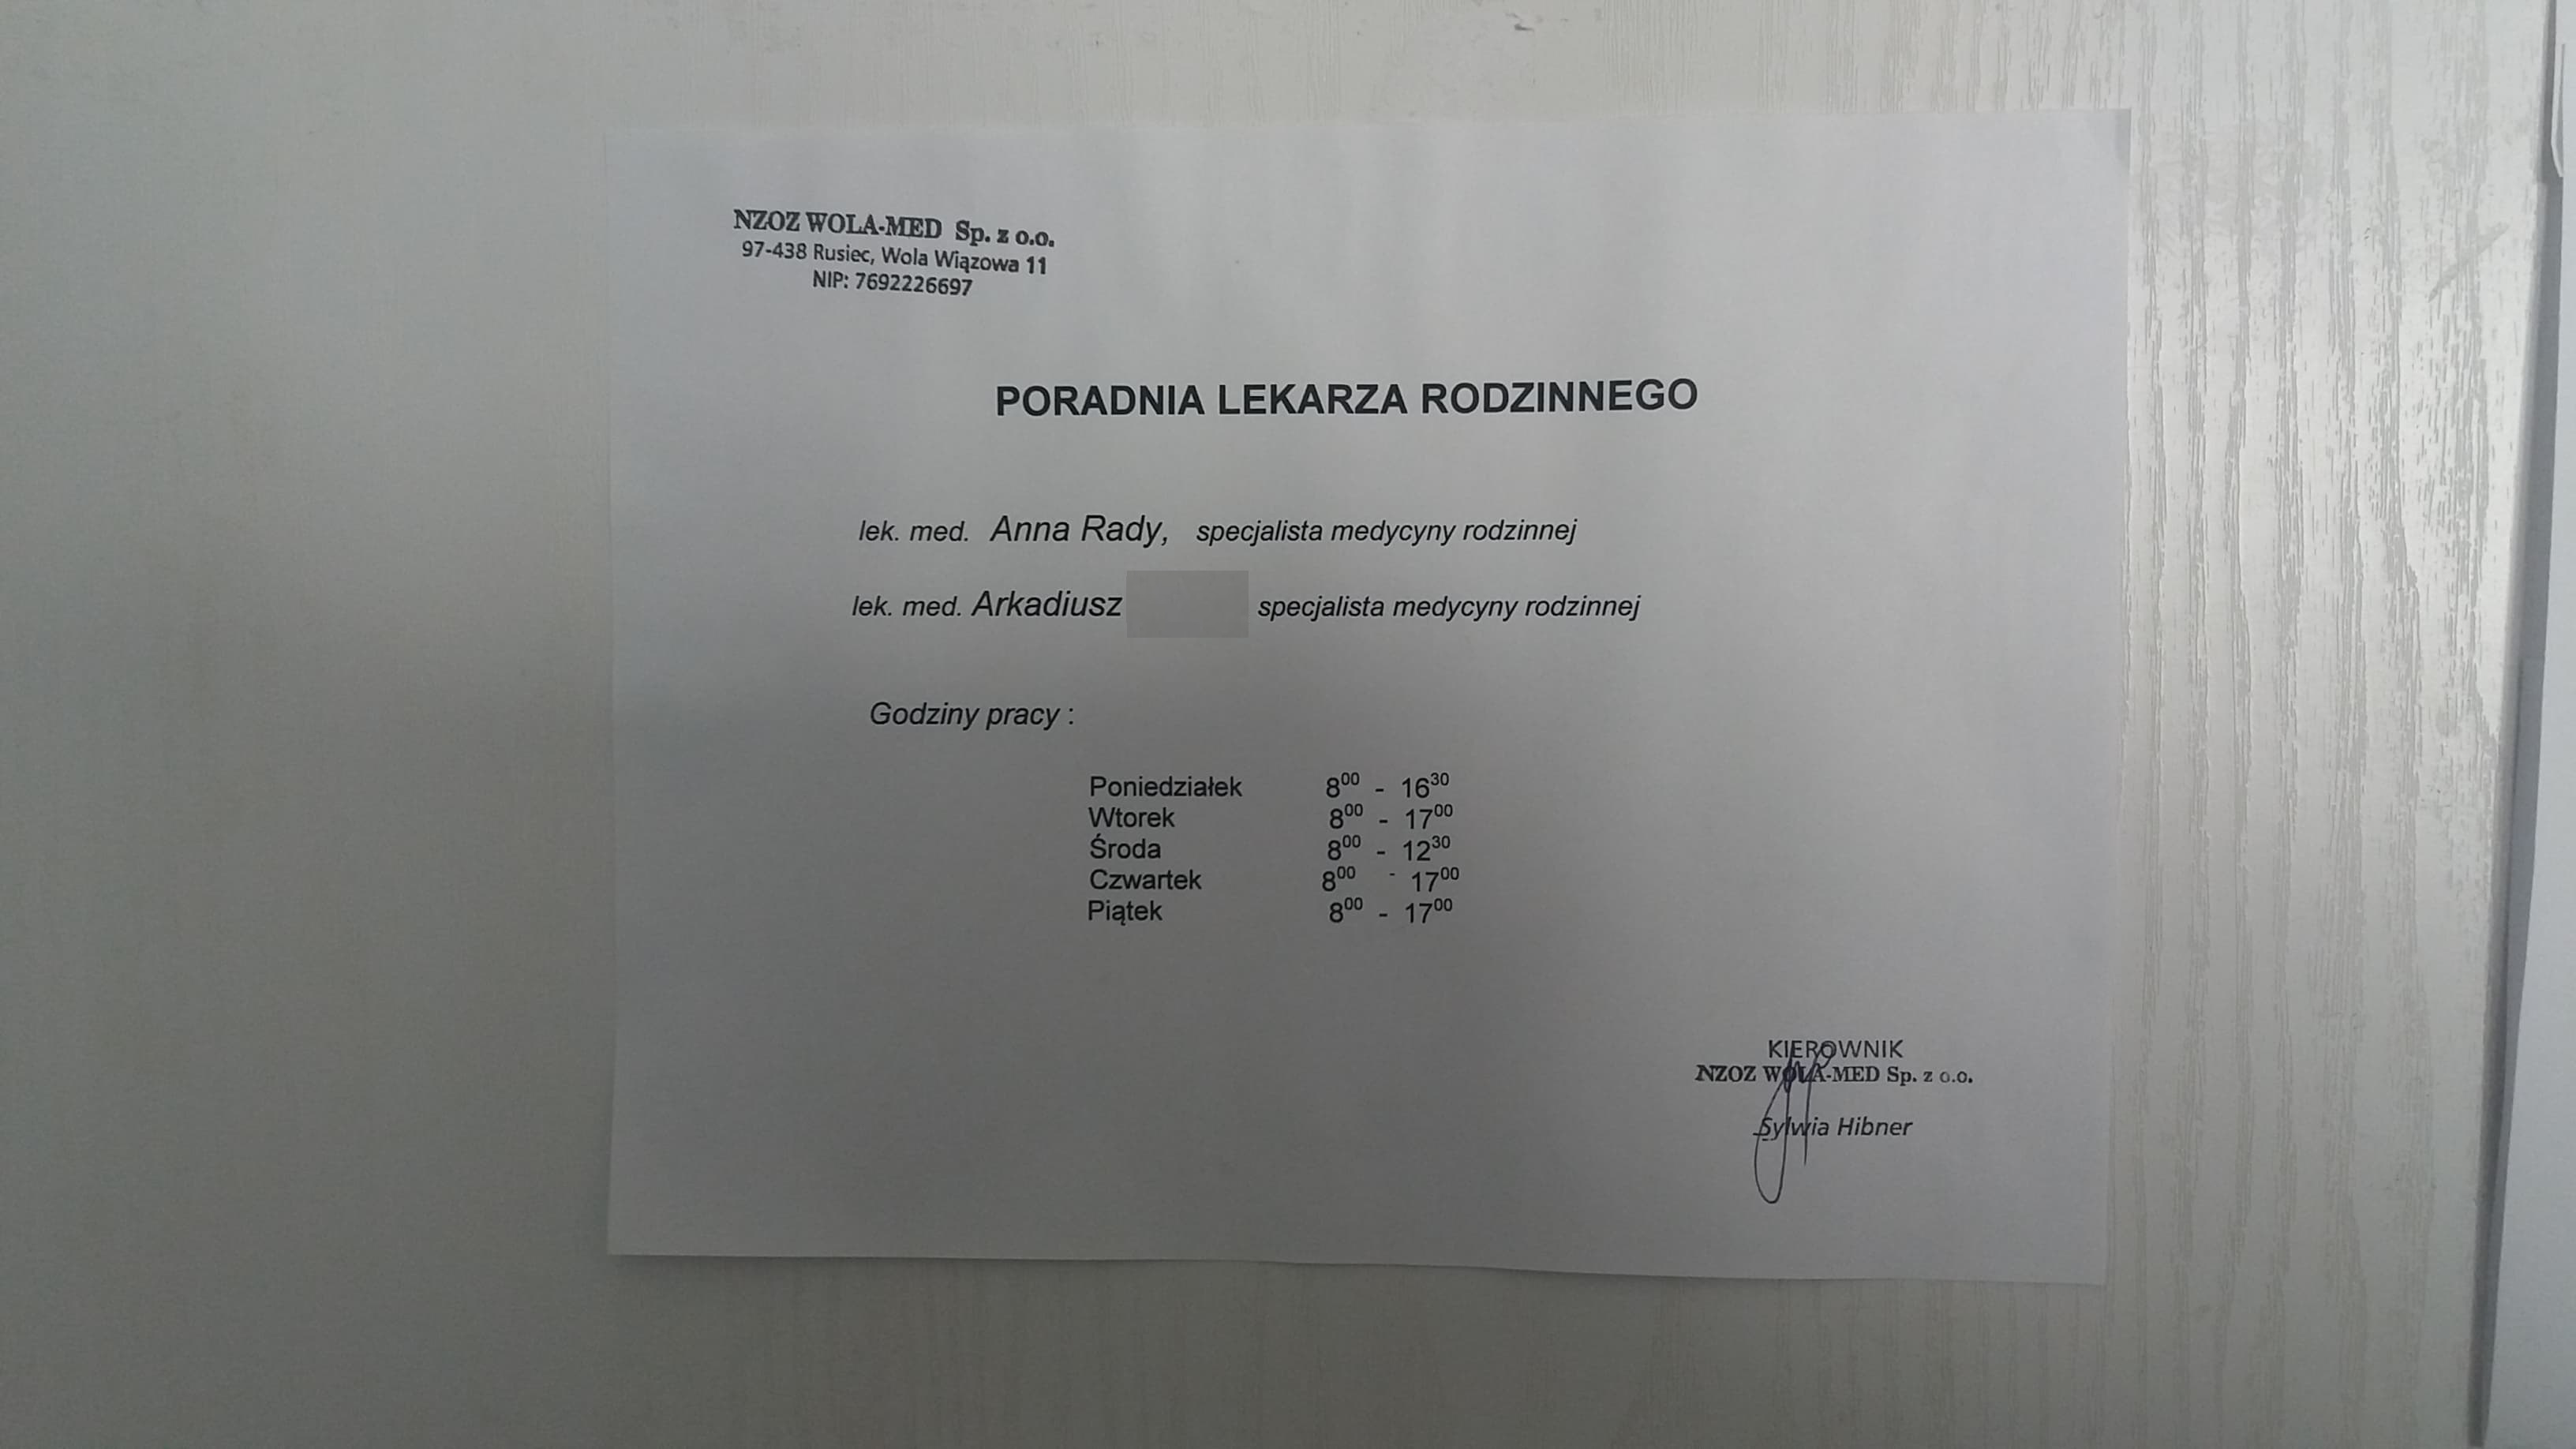 NZOZ WOLA-MED Sp. z o.o.
97-438 Rusiec, Wola Wiązowa 11
NIP: 7692226697
PORADNIA LEKARZA RODZINNEGO
lek. med. Anna Rady, specjalista medycyny rodzinnej
lek. med. Arkadiusz specjalista medycyny rodzinnej
Godziny pracy :
Poniedziałek 8⁰⁰ - 16³⁰
Wtorek 8⁰⁰ - 17⁰⁰
Środa 8⁰⁰ - 12³⁰
Czwartek 8⁰⁰ - 17⁰⁰
Piątek 8⁰⁰ - 17⁰⁰
KIEROWNIK
NZOZ WOLA-MED Sp. z o.o.
Sylwia Hibner